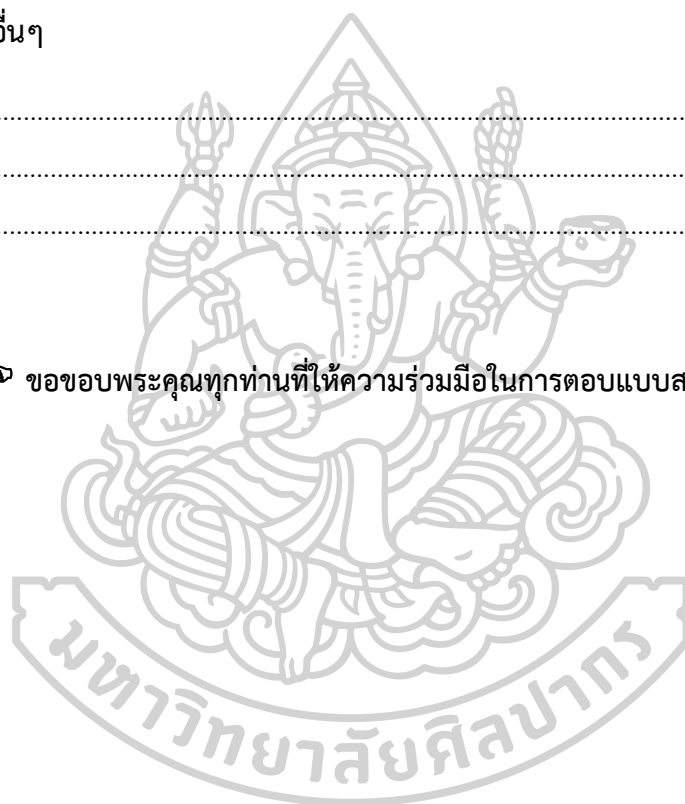 อื่นๆ
ขอขอบพระคุณทุกท่านที่ให้ความร่วมมือในการตอบแบบส
มหาวิทยาลัยศิลปากร